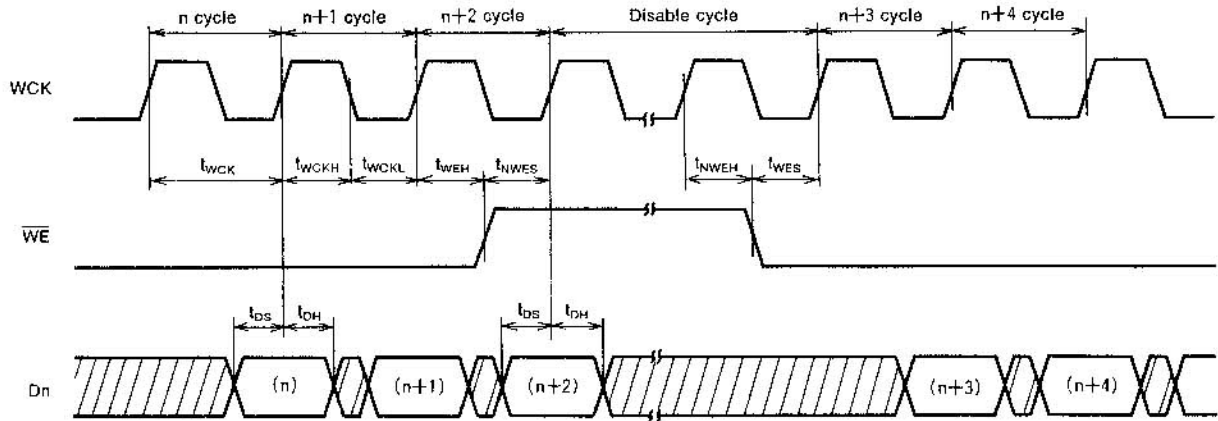 n cycle n+1 cycle n+2 cycle Disable cycle n+3 cycle n+4 cycle
WCK
tWCK tWCKH tWCKL tWEH tNWES tNWEH tWES
W̅E̅
tDS tDH tDS tDH
Dn (n) (n+1) (n+2) (n+3) (n+4)